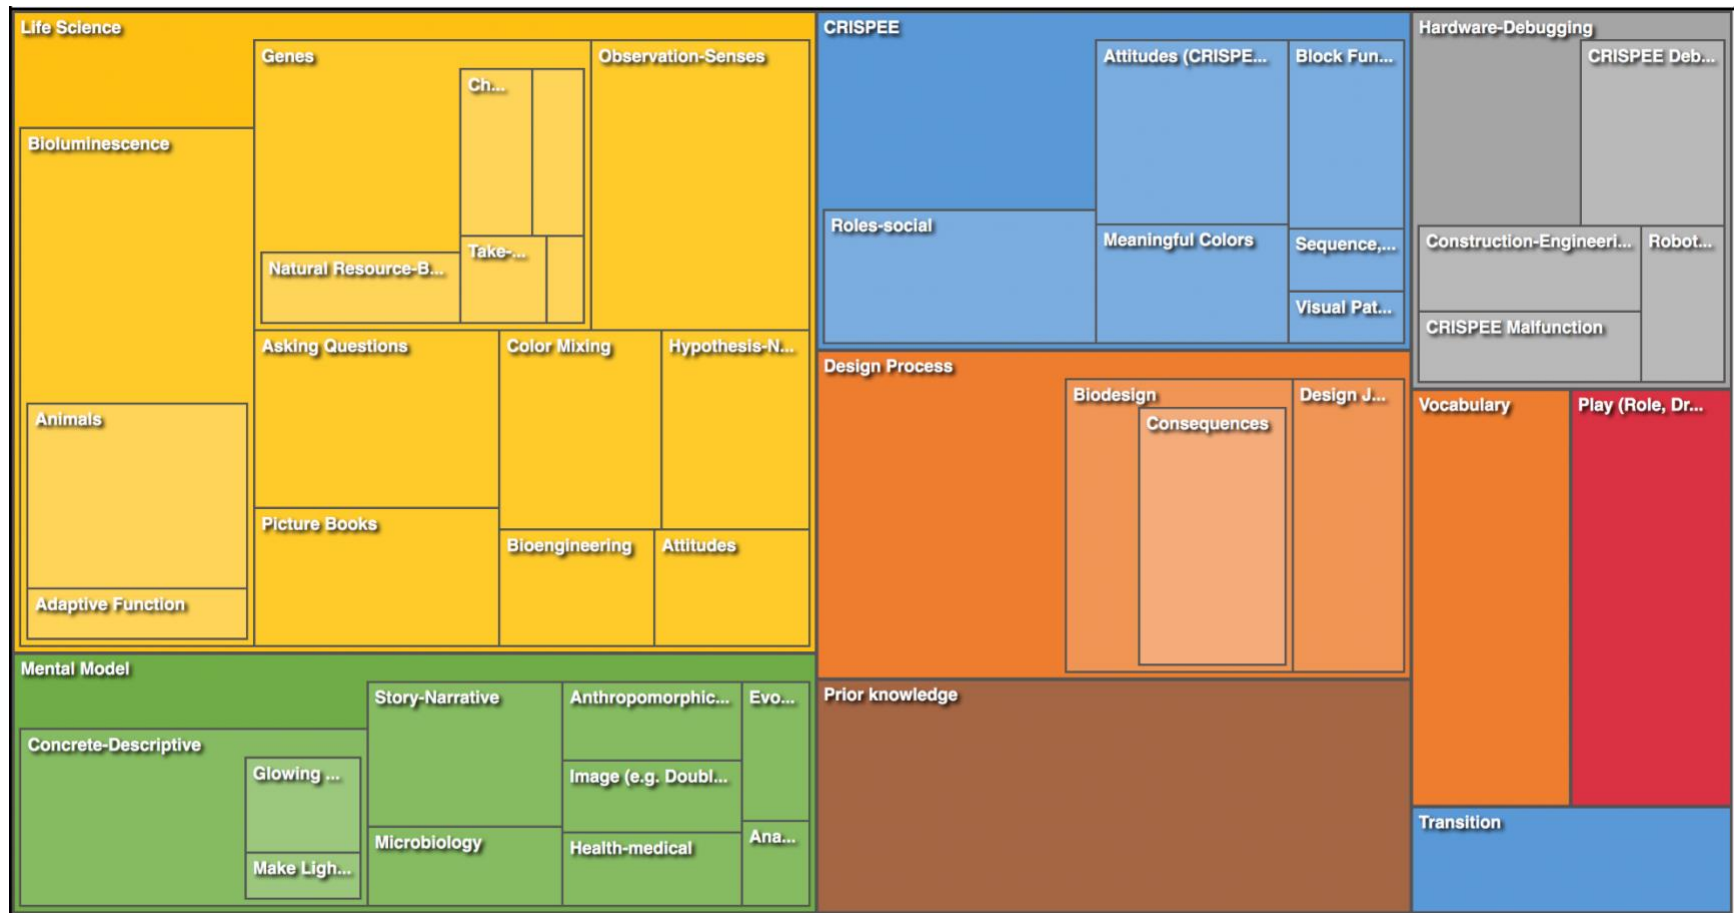 Life Science
Genes
Observation-Senses
Ch...
Bioluminescence
Natural Resource-B...
Take-...
Animals
Adaptive Function
Asking Questions
Color Mixing
Hypothesis-N...
Picture Books
Bioengineering
Attitudes
Mental Model
Concrete-Descriptive
Glowing ...
Make Ligh...
Story-Narrative
Microbiology
Anthropomorphic...
Image (e.g. Doubl...
Health-medical
Evo...
Ana...
CRISPEE
Roles-social
Attitudes (CRISPE...
Meaningful Colors
Block Fun...
Sequence,...
Visual Pat...
Design Process
Biodesign
Consequences
Design J...
Prior knowledge
Hardware-Debugging
CRISPEE Deb...
Construction-Engineeri...
Robot...
CRISPEE Malfunction
Vocabulary
Play (Role, Dr...
Transition